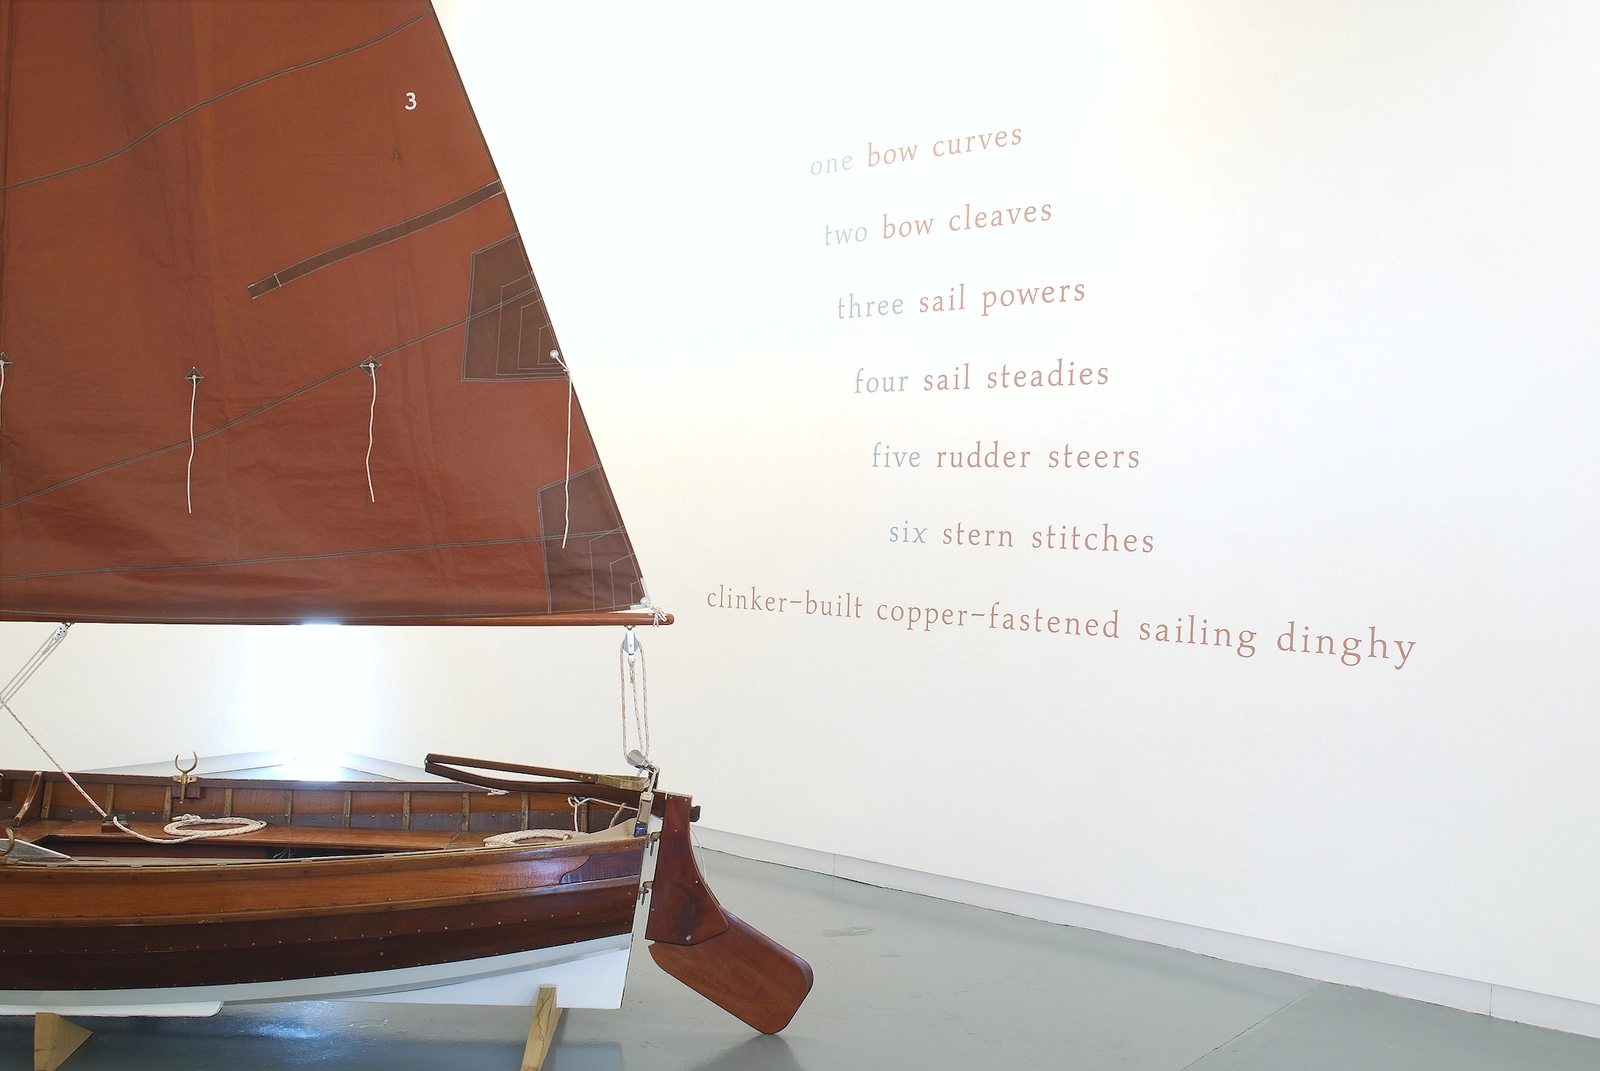 3
one bow curves
two bow cleaves
three sail powers
four sail steadies
five rudder steers
six stern stitches
clinker-built copper-fastened sailing dinghy